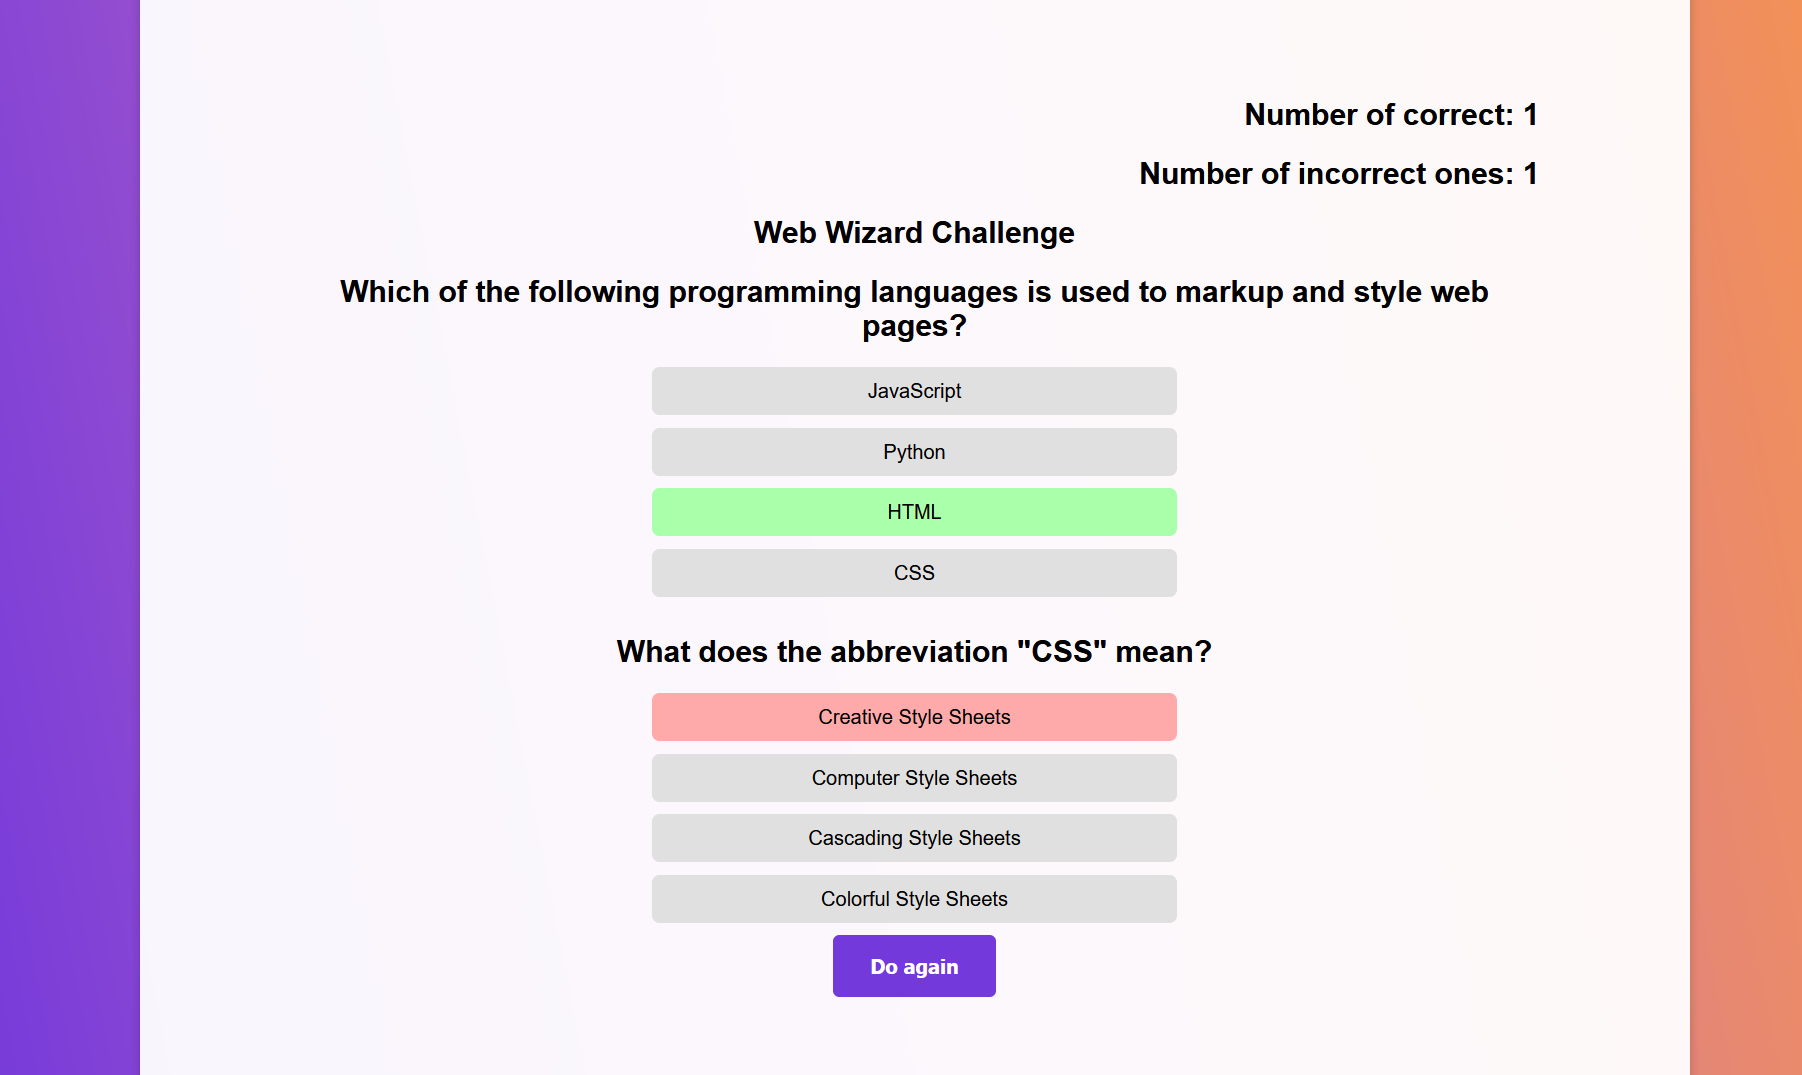 Number of correct: 1
Number of incorrect ones: 1
Web Wizard Challenge
Which of the following programming languages is used to markup and style web
pages?
JavaScript
Python
HTML
CSS
What does the abbreviation "CSS" mean?
Creative Style Sheets
Computer Style Sheets
Cascading Style Sheets
Colorful Style Sheets
Do again